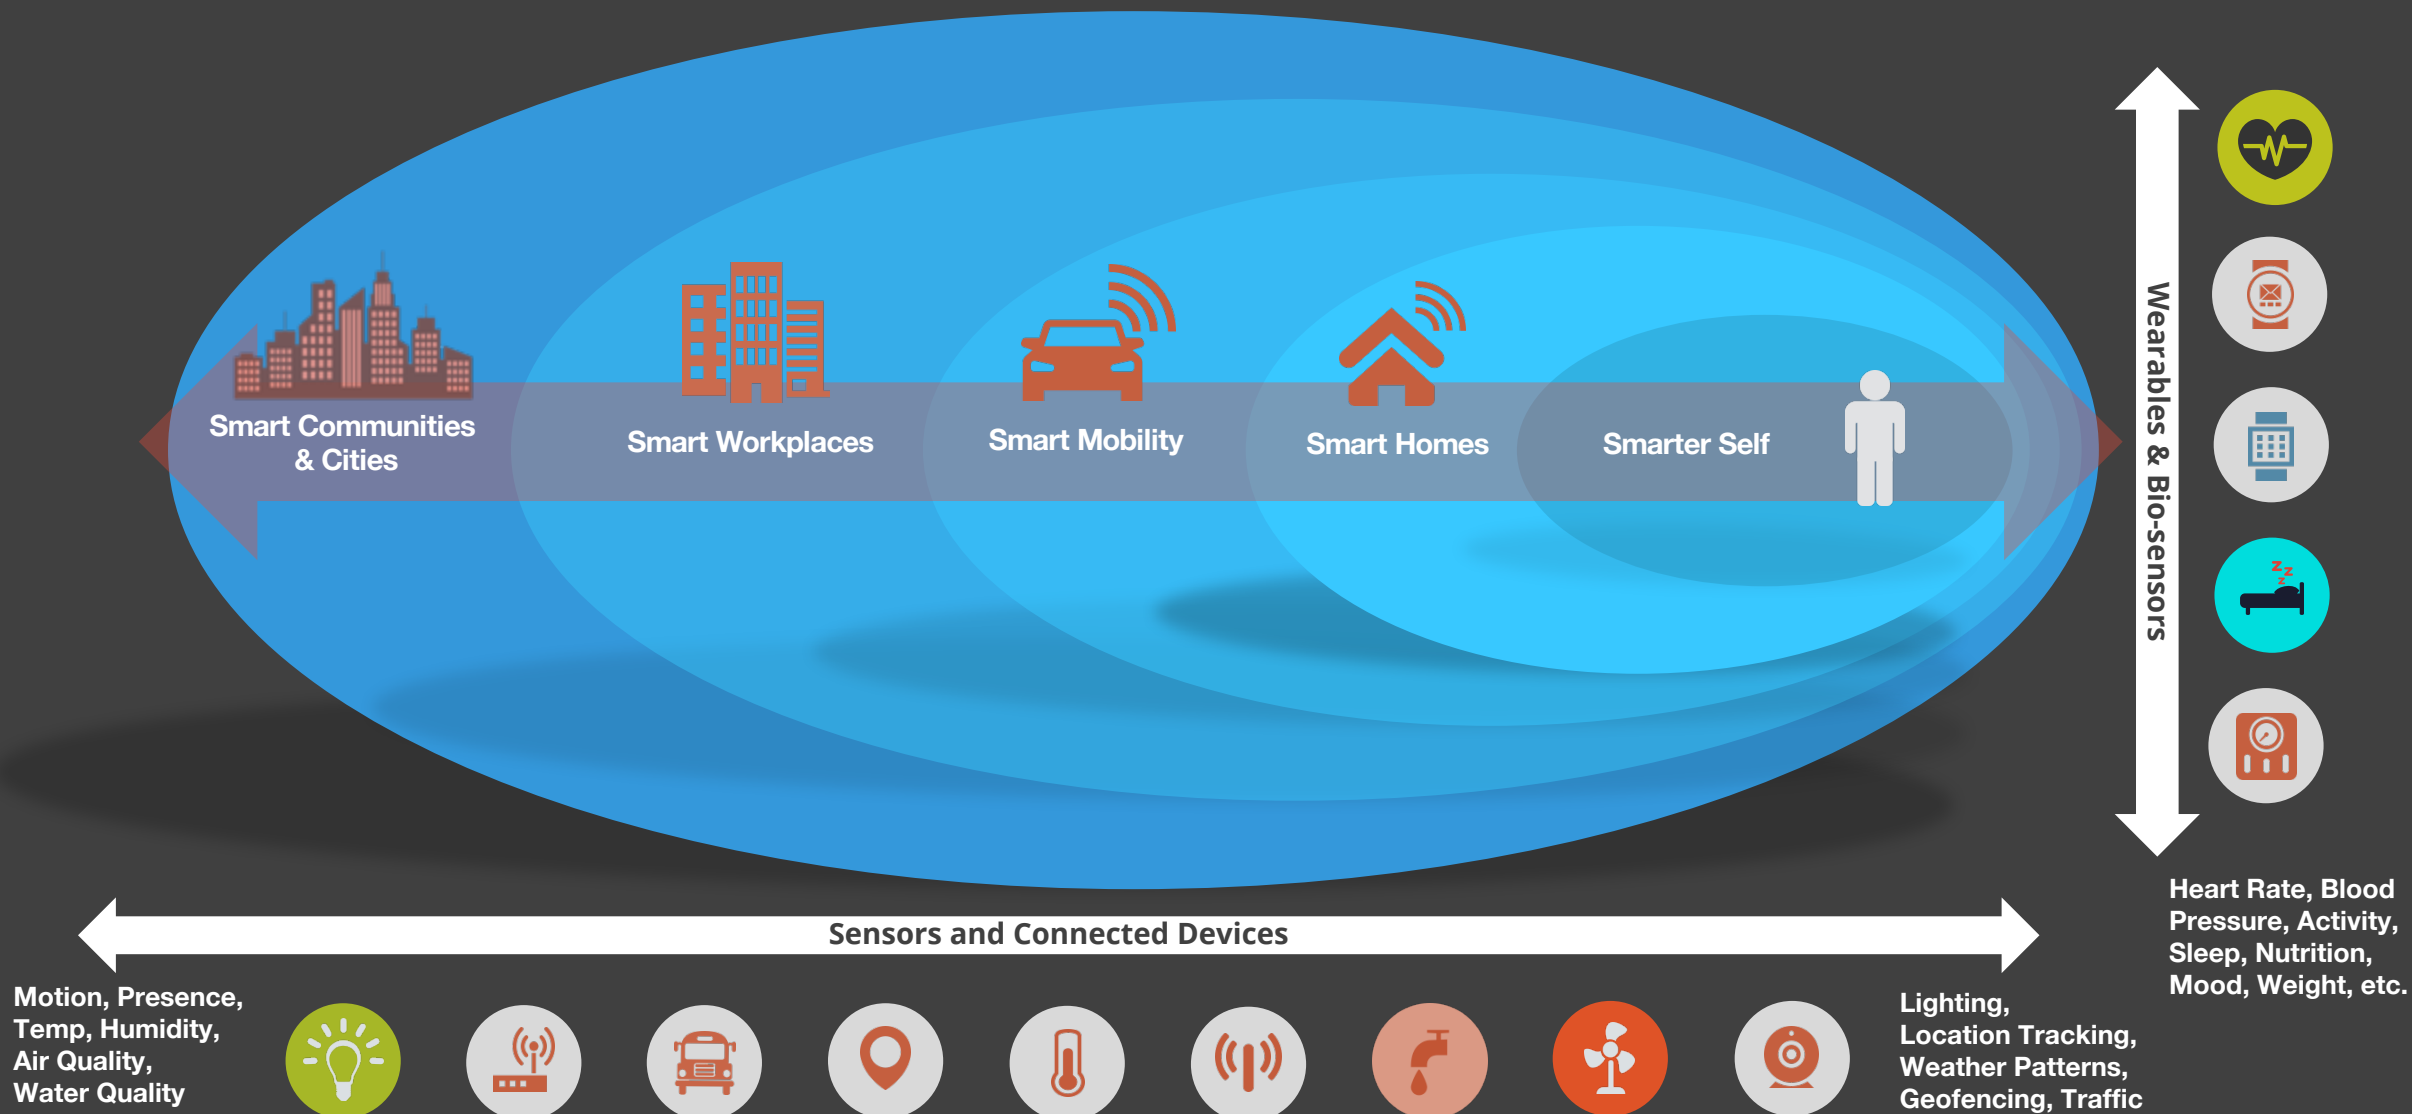 Smart Communities
& Cities
Smart Workplaces
Smart Mobility
Smart Homes
Smarter Self
Wearables & Bio-sensors
Heart Rate, Blood
Pressure, Activity,
Sleep, Nutrition,
Mood, Weight, etc.
Sensors and Connected Devices
Motion, Presence,
Temp, Humidity,
Air Quality,
Water Quality
Lighting,
Location Tracking,
Weather Patterns,
Geofencing, Traffic
z
z
z